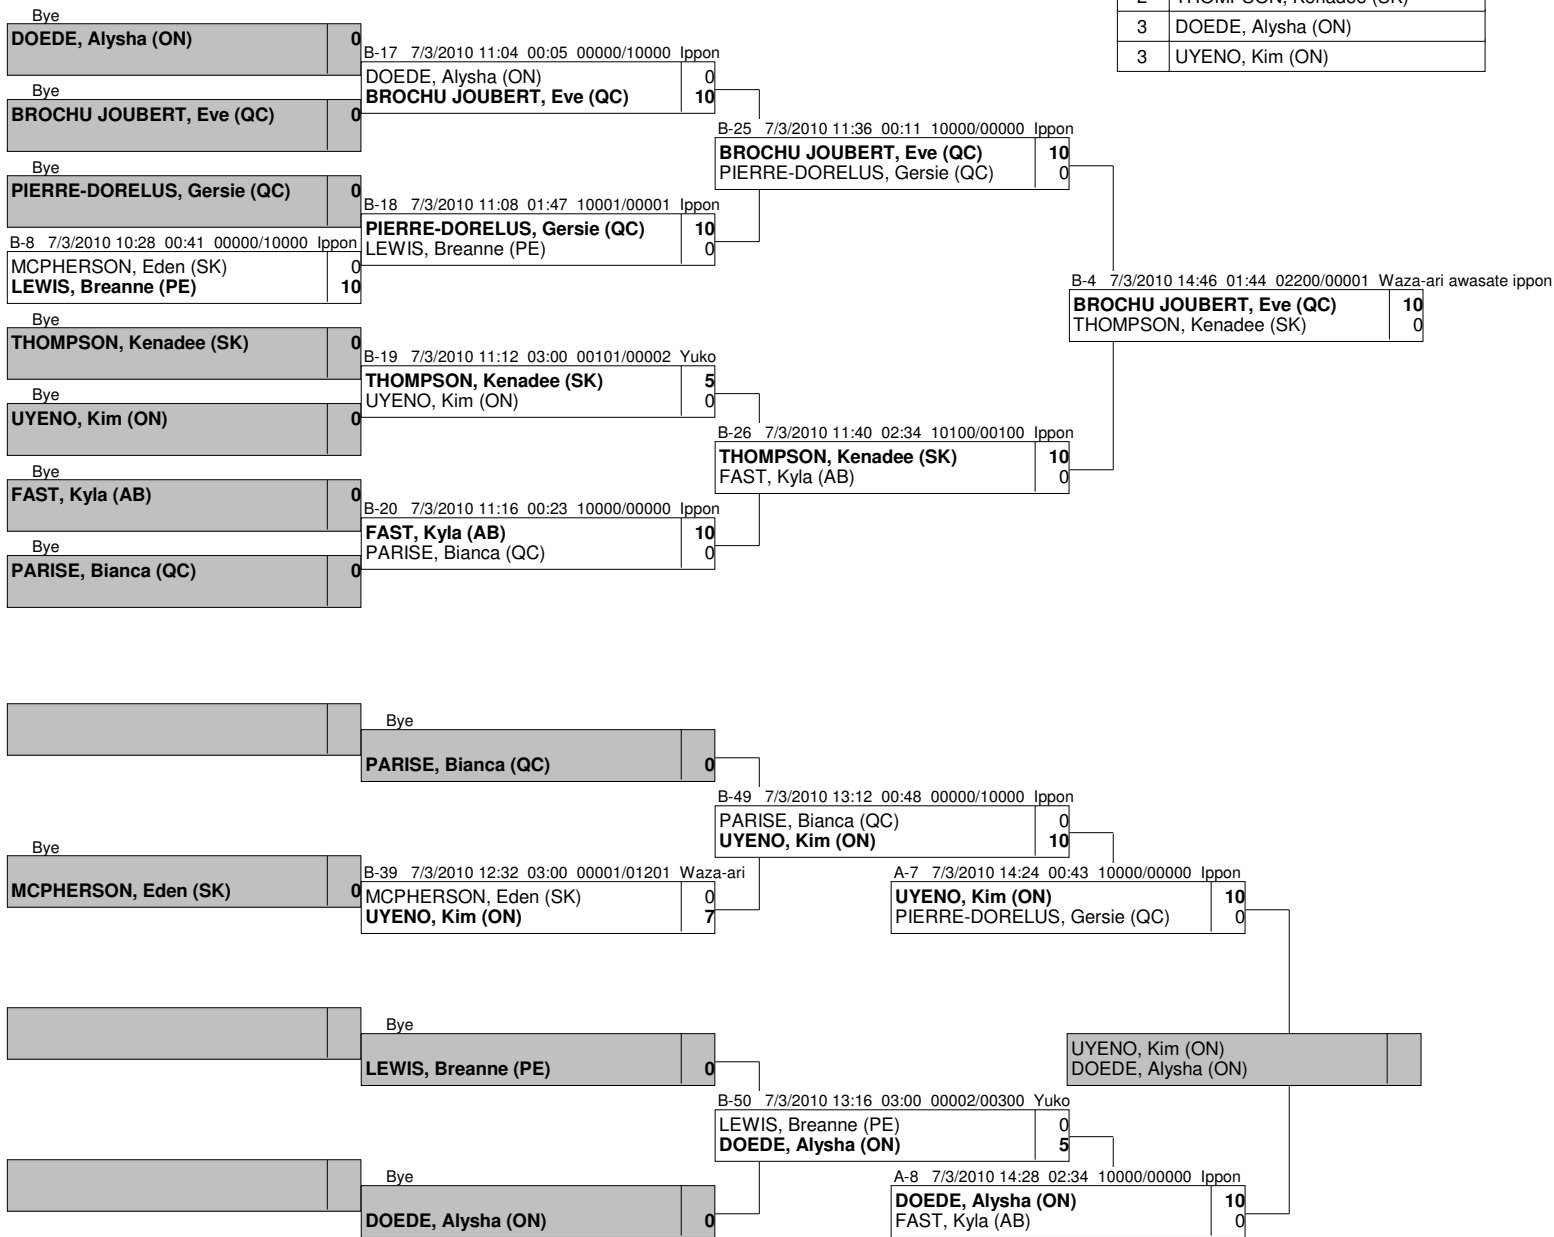 2 THOMPSON, Kenadee (SK)
3 DOEDE, Alysha (ON)
3 UYENO, Kim (ON)
Bye
DOEDE, Alysha (ON) 0
Bye
BROCHU JOUBERT, Eve (QC) 0
Bye
PIERRE-DORELUS, Gersie (QC) 0
B-8 7/3/2010 10:28 00:41 00000/10000 Ippon
MCPHERSON, Eden (SK) 0
LEWIS, Breanne (PE) 10
Bye
THOMPSON, Kenadee (SK) 0
Bye
UYENO, Kim (ON) 0
Bye
FAST, Kyla (AB) 0
Bye
PARISE, Bianca (QC) 0
B-17 7/3/2010 11:04 00:05 00000/10000 Ippon
DOEDE, Alysha (ON) 0
BROCHU JOUBERT, Eve (QC) 10
B-18 7/3/2010 11:08 01:47 10001/00001 Ippon
PIERRE-DORELUS, Gersie (QC) 10
LEWIS, Breanne (PE) 0
B-19 7/3/2010 11:12 03:00 00101/00002 Yuko
THOMPSON, Kenadee (SK) 5
UYENO, Kim (ON) 0
B-20 7/3/2010 11:16 00:23 10000/00000 Ippon
FAST, Kyla (AB) 10
PARISE, Bianca (QC) 0
B-25 7/3/2010 11:36 00:11 10000/00000 Ippon
BROCHU JOUBERT, Eve (QC) 10
PIERRE-DORELUS, Gersie (QC) 0
B-26 7/3/2010 11:40 02:34 10100/00100 Ippon
THOMPSON, Kenadee (SK) 10
FAST, Kyla (AB) 0
B-4 7/3/2010 14:46 01:44 02200/00001 Waza-ari awasate ippon
BROCHU JOUBERT, Eve (QC) 10
THOMPSON, Kenadee (SK) 0
Bye
MCPHERSON, Eden (SK) 0
Bye
PARISE, Bianca (QC) 0
B-39 7/3/2010 12:32 03:00 00001/01201 Waza-ari
MCPHERSON, Eden (SK) 0
UYENO, Kim (ON) 7
Bye
LEWIS, Breanne (PE) 0
Bye
DOEDE, Alysha (ON) 0
B-49 7/3/2010 13:12 00:48 00000/10000 Ippon
PARISE, Bianca (QC) 0
UYENO, Kim (ON) 10
B-50 7/3/2010 13:16 03:00 00002/00300 Yuko
LEWIS, Breanne (PE) 0
DOEDE, Alysha (ON) 5
A-7 7/3/2010 14:24 00:43 10000/00000 Ippon
UYENO, Kim (ON) 10
PIERRE-DORELUS, Gersie (QC) 0
A-8 7/3/2010 14:28 02:34 10000/00000 Ippon
DOEDE, Alysha (ON) 10
FAST, Kyla (AB) 0
UYENO, Kim (ON)
DOEDE, Alysha (ON)